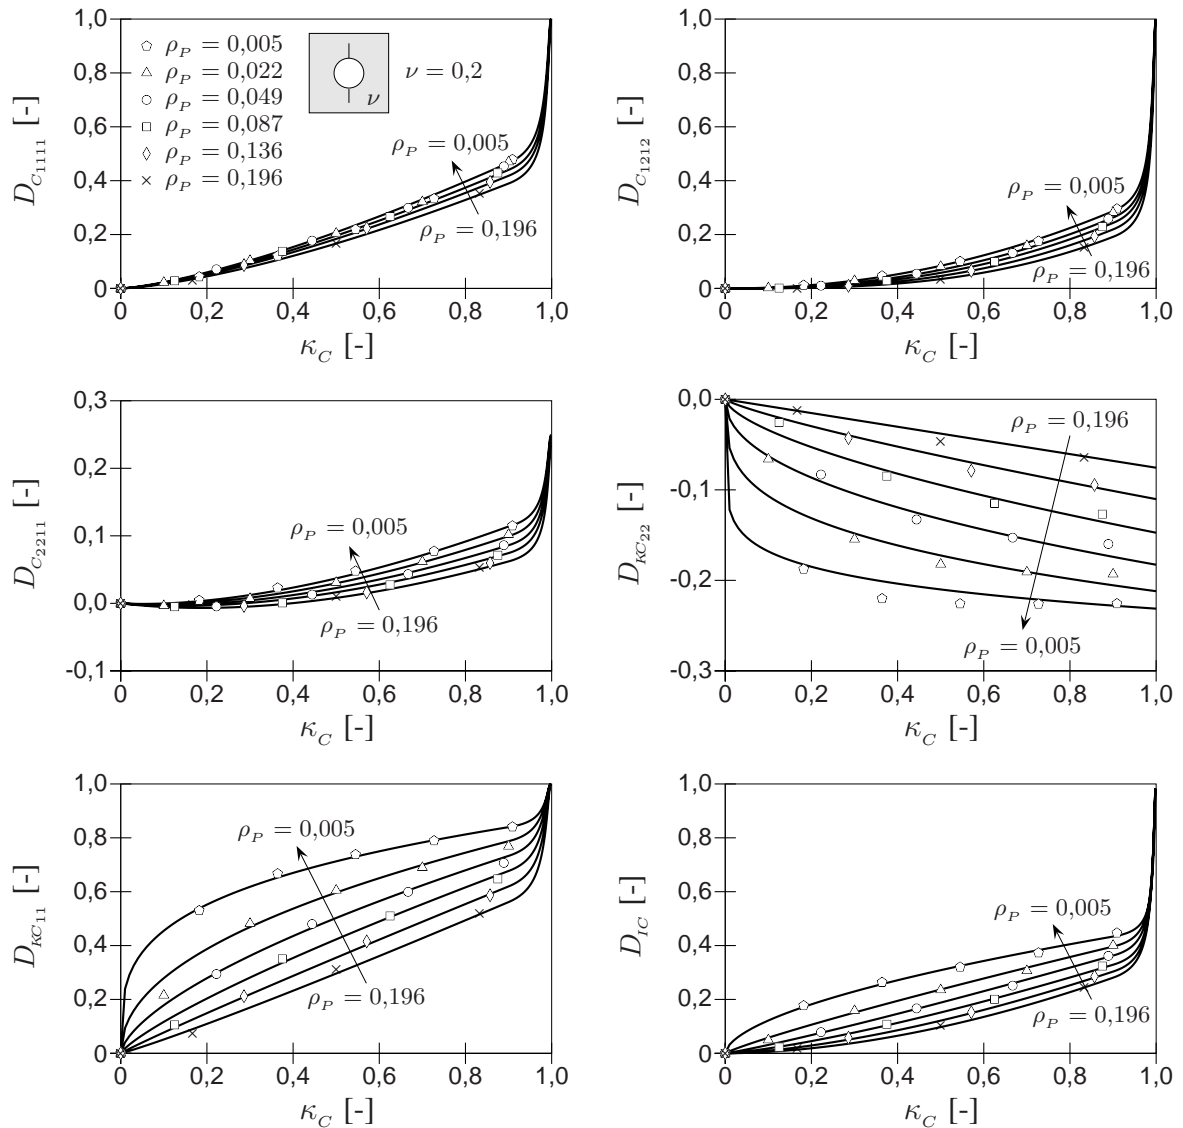 D_{C_{1111}} [-]
1,0
0,8
0,6
0,4
0,2
0
ρ_P = 0,005
ρ_P = 0,022
ρ_P = 0,049
ρ_P = 0,087
ρ_P = 0,136
ρ_P = 0,196
ν
ν = 0,2
ρ_P = 0,005
ρ_P = 0,196
0 0,2 0,4 0,6 0,8 1,0
κ_C [-]
D_{C_{1212}} [-]
1,0
0,8
0,6
0,4
0,2
0
ρ_P = 0,005
ρ_P = 0,196
0 0,2 0,4 0,6 0,8 1,0
κ_C [-]
D_{C_{2211}} [-]
0,3
0,2
0,1
0,0
-0,1
ρ_P = 0,005
ρ_P = 0,196
0 0,2 0,4 0,6 0,8 1,0
κ_C [-]
D_{KC_{22}} [-]
0,0
-0,1
-0,2
-0,3
ρ_P = 0,196
ρ_P = 0,005
0 0,2 0,4 0,6 0,8 1,0
κ_C [-]
D_{KC_{11}} [-]
1,0
0,8
0,6
0,4
0,2
0
ρ_P = 0,005
ρ_P = 0,196
0 0,2 0,4 0,6 0,8 1,0
κ_C [-]
D_{IC} [-]
1,0
0,8
0,6
0,4
0,2
0
ρ_P = 0,005
ρ_P = 0,196
0 0,2 0,4 0,6 0,8 1,0
κ_C [-]